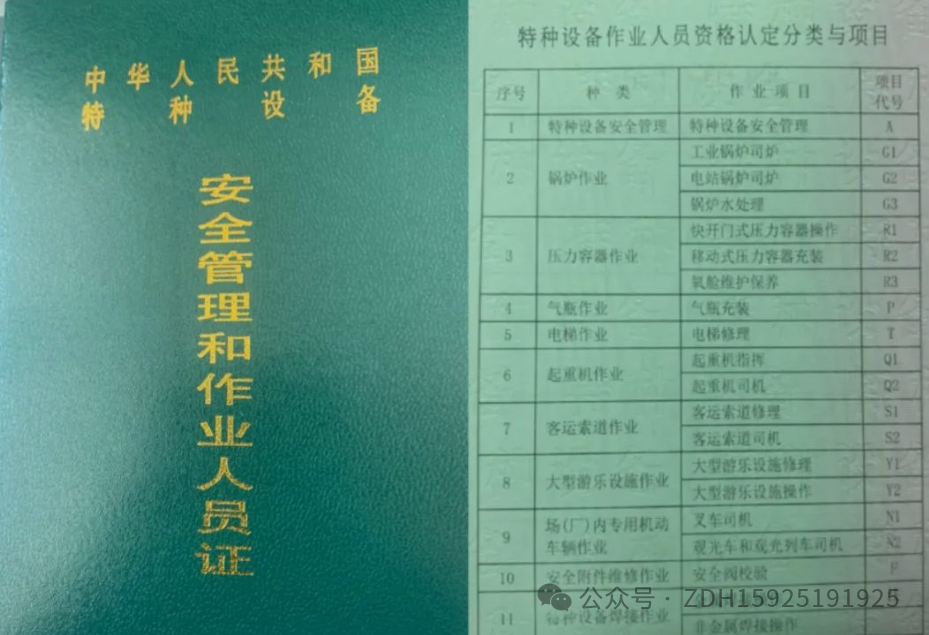 中华人民共和国
特种设备
安全管理和作业人员证
特种设备作业人员资格认定分类与项目
序号 种类 作业项目 项目代号
1 特种设备安全管理 特种设备安全管理 A
2 锅炉作业 工业锅炉司炉 G1
电站锅炉司炉 G2
锅炉水处理 G3
3 压力容器作业 快开门式压力容器操作 R1
移动式压力容器充装 R2
氧舱维护保养 R3
4 气瓶作业 气瓶充装 P
5 电梯作业 电梯修理 T
6 起重机作业 起重机指挥 Q1
起重机司机 Q2
7 客运索道作业 客运索道修理 S1
客运索道司机 S2
8 大型游乐设施作业 大型游乐设施修理 Y1
大型游乐设施操作 Y2
9 场(厂)内专用机动车辆作业 叉车司机 N1
观光车和观光列车司机 N2
10 安全附件维修作业 安全阀校验 F
11 特种设备焊接作业
非金属焊接操作
公众号·ZDH15925191925